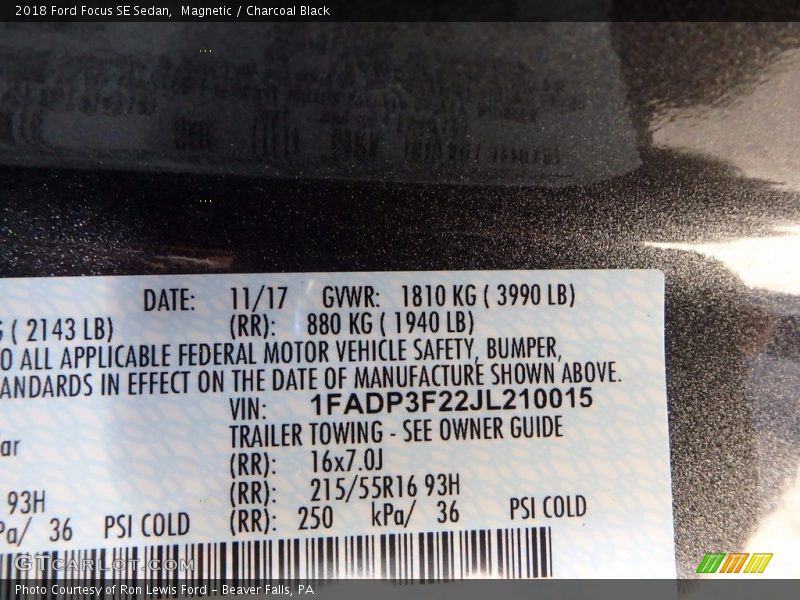 2018 Ford Focus SE Sedan, Magnetic / Charcoal Black
DATE: 11/17 GVWR: 1810 KG ( 3990 LB)
G ( 2143 LB) (RR): 880 KG ( 1940 LB)
O ALL APPLICABLE FEDERAL MOTOR VEHICLE SAFETY, BUMPER,
ANDARDS IN EFFECT ON THE DATE OF MANUFACTURE SHOWN ABOVE.
VIN: 1FADP3F22JL210015
TRAILER TOWING - SEE OWNER GUIDE
ar (RR): 16x7.0J
93H (RR): 215/55R16 93H
Pa/ 36 PSI COLD (RR): 250 kPa/ 36 PSI COLD
GTCarLot.com
Photo Courtesy of Ron Lewis Ford - Beaver Falls, PA